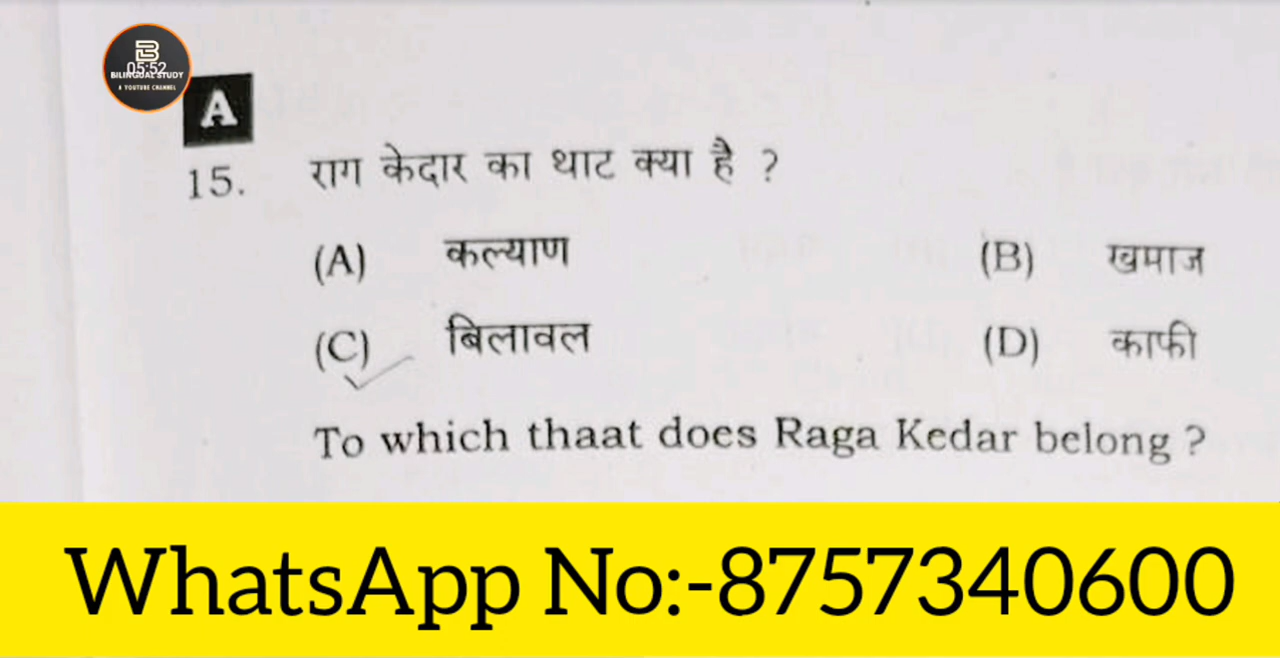 05:52
BILINGUAL STUDY
A YOUTUBE CHANNEL
A
15. राग केदार का थाट क्या है ?
(A) कल्याण (B) खमाज
(C) बिलावल (D) काफी
To which thaat does Raga Kedar belong ?
WhatsApp No:-8757340600